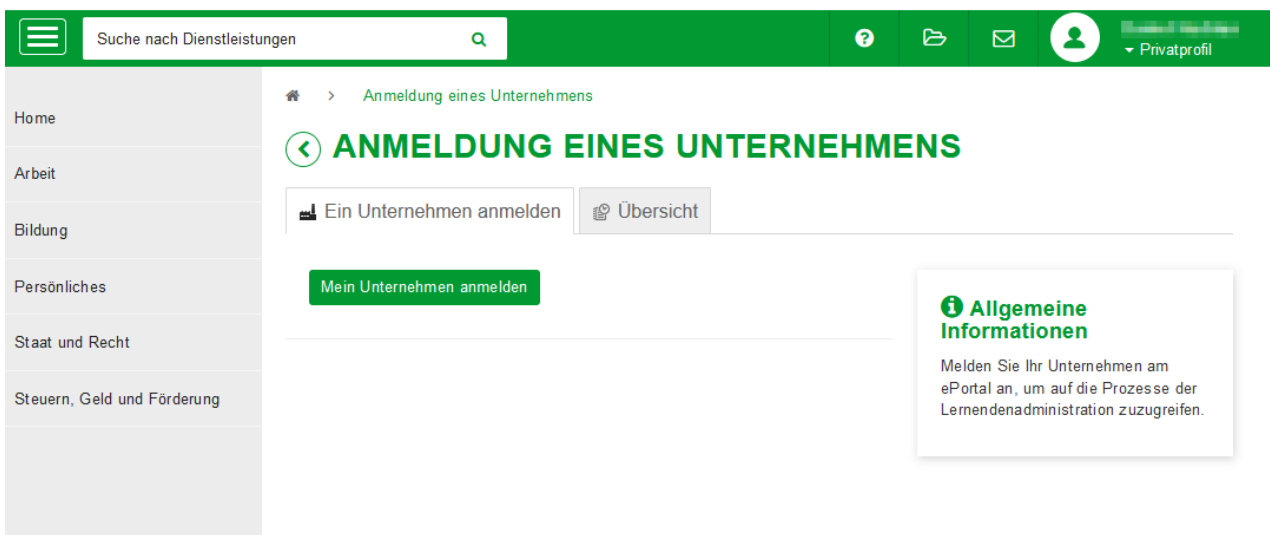 Suche nach Dienstleistungen
Privatprofil
Home
Arbeit
Bildung
Persönliches
Staat und Recht
Steuern, Geld und Förderung
Anmeldung eines Unternehmens
ANMELDUNG EINES UNTERNEHMENS
Ein Unternehmen anmelden
Übersicht
Mein Unternehmen anmelden
Allgemeine
Informationen
Melden Sie Ihr Unternehmen am
ePortal an, um auf die Prozesse der
Lernendenadministration zuzugreifen.